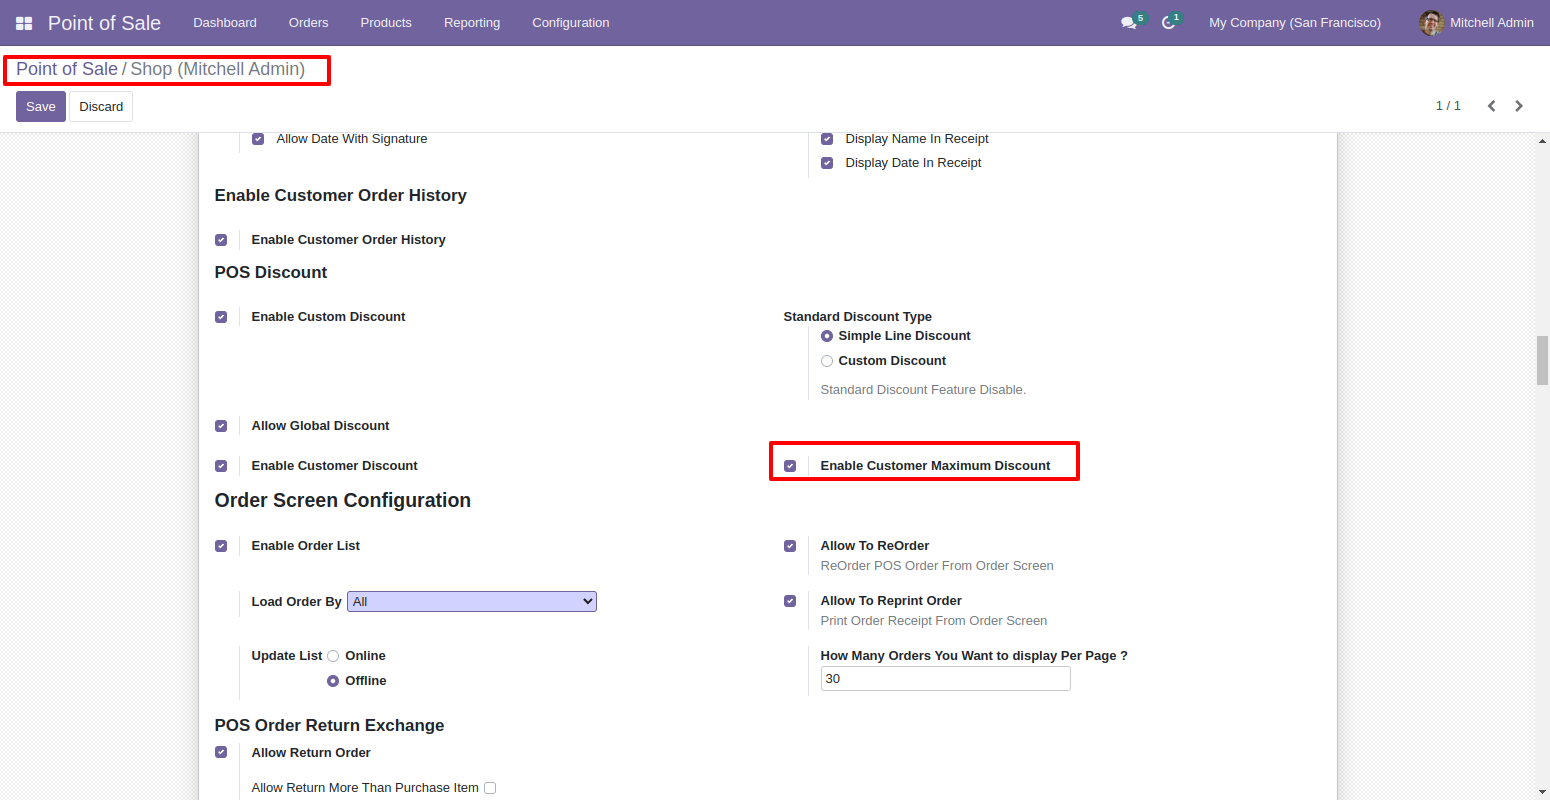 Point of Sale Dashboard Orders Products Reporting Configuration 5 1 My Company (San Francisco) Mitchell Admin
Point of Sale / Shop (Mitchell Admin)
Save Discard 1 / 1
Allow Date With Signature Display Name In Receipt
Display Date In Receipt
Enable Customer Order History
Enable Customer Order History
POS Discount
Enable Custom Discount Standard Discount Type
Simple Line Discount
Custom Discount
Standard Discount Feature Disable.
Allow Global Discount
Enable Customer Discount Enable Customer Maximum Discount
Order Screen Configuration
Enable Order List Allow To ReOrder
ReOrder POS Order From Order Screen
Load Order By All Allow To Reprint Order
Print Order Receipt From Order Screen
Update List Online How Many Orders You Want to display Per Page ?
Offline 30
POS Order Return Exchange
Allow Return Order
Allow Return More Than Purchase Item